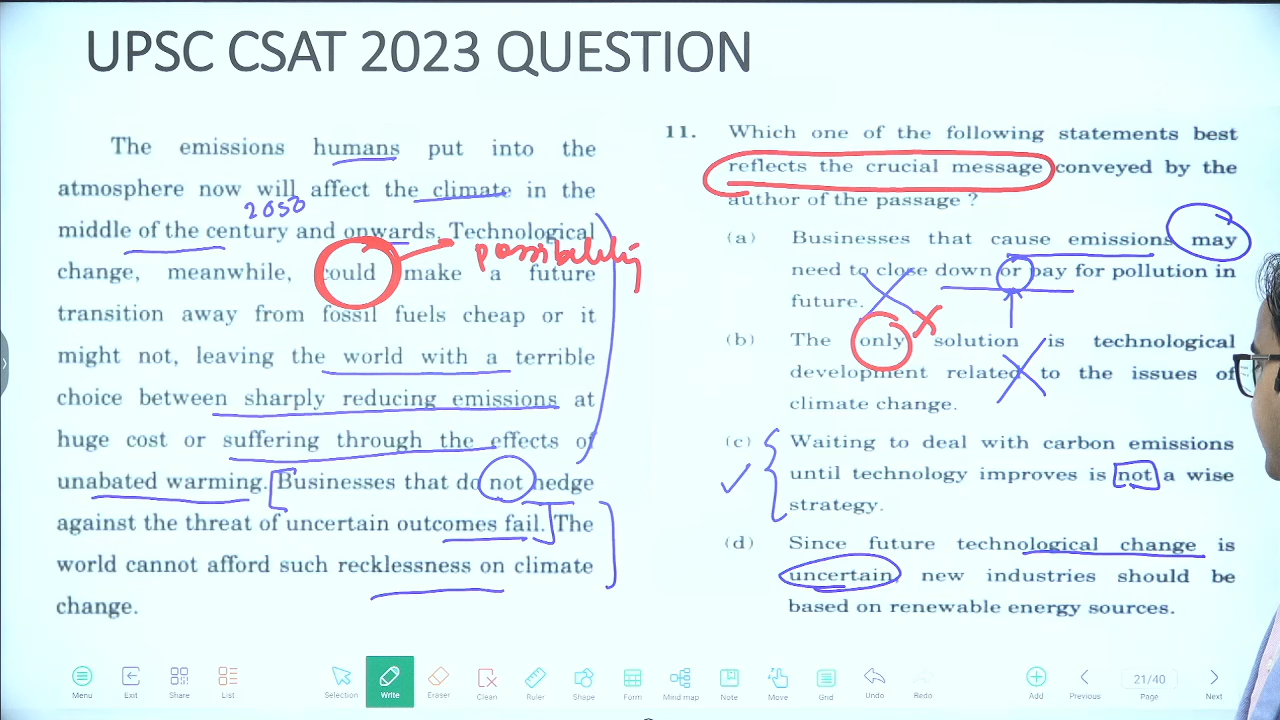 UPSC CSAT 2023 QUESTION
The emissions humans put into the
atmosphere now will affect the climate in the
2050
middle of the century and onwards. Technological
possibility
change, meanwhile, could make a future
transition away from fossil fuels cheap or it
might not, leaving the world with a terrible
choice between sharply reducing emissions at
huge cost or suffering through the effects of
unabated warming. Businesses that do not hedge
against the threat of uncertain outcomes fail. The
world cannot afford such recklessness on climate
change.
11. Which one of the following statements best
reflects the crucial message conveyed by the
author of the passage ?
(a) Businesses that cause emissions may
need to close down or pay for pollution in
future.
(b) The only solution is technological
development related to the issues of
climate change.
(c) Waiting to deal with carbon emissions
until technology improves is not a wise
strategy.
(d) Since future technological change is
uncertain, new industries should be
based on renewable energy sources.
Menu
Exit
Share
List
Selection
Write
Eraser
Clean
Ruler
Shape
Form
Mind map
Note
Move
Grid
Undo
Redo
Add
Previous
21/40
Page
Next